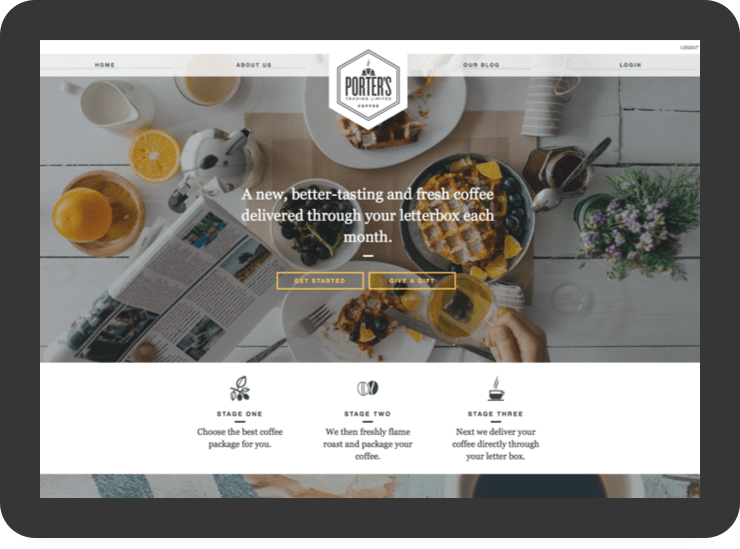 LOGOUT
HOME
ABOUT US
OUR BLOG
LOGIN
PORTER'S
TRADING LIMITED
COFFEE
A new, better-tasting and fresh coffee
delivered through your letterbox each
month.
GET STARTED
GIVE A GIFT
STAGE ONE
STAGE TWO
STAGE THREE
Choose the best coffee
package for you.
We then freshly flame
roast and package your
coffee.
Next we deliver your
coffee directly through
your letter box.